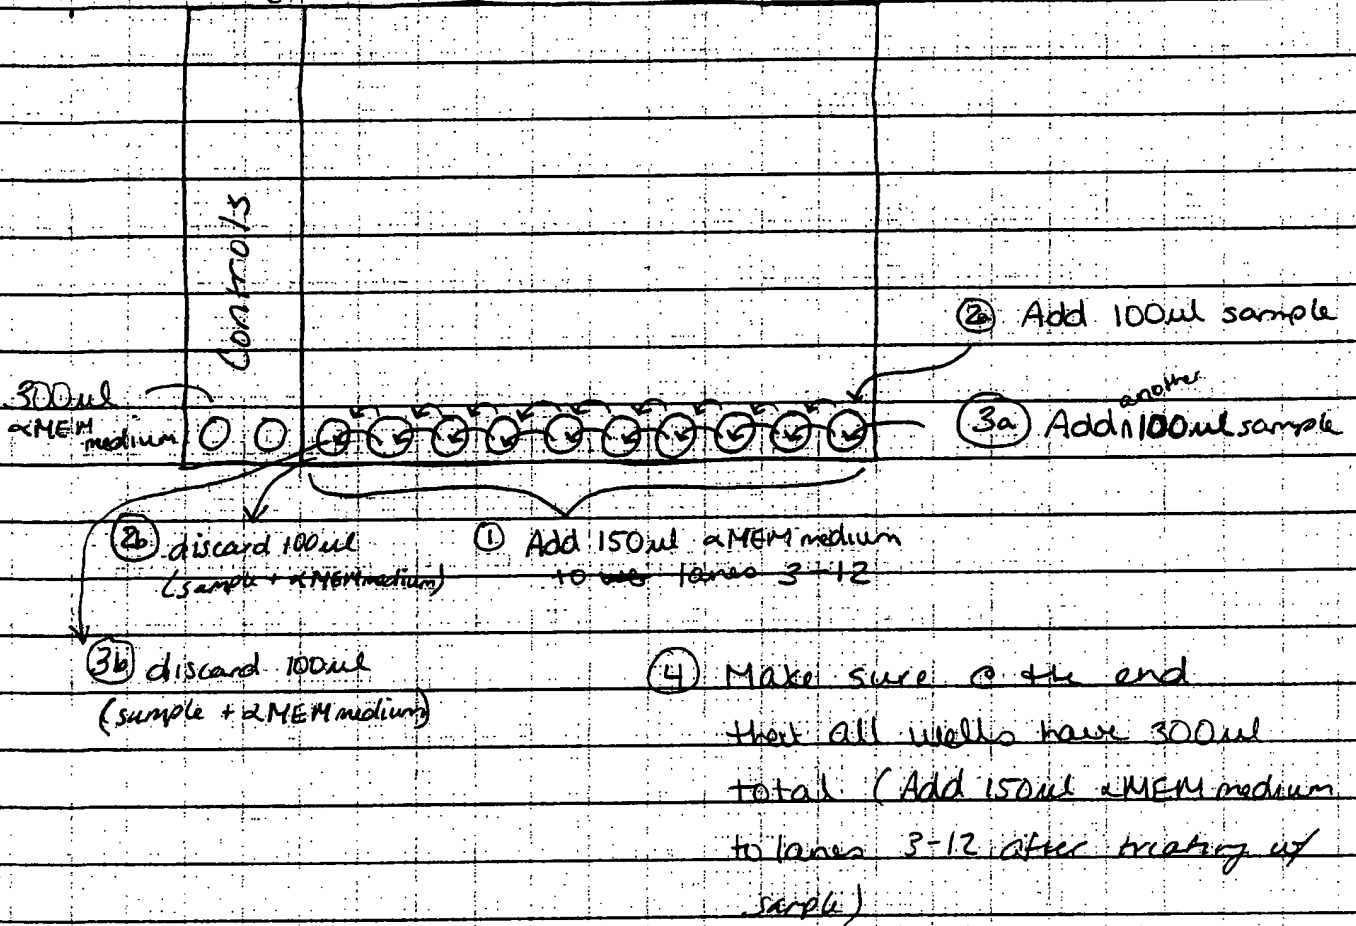 Controls
2a Add 100ul sample
300ul
αMEM medium
another
3a Add ^ 100ul sample
2b discard 100ul
(sample + αMEM medium)
1 Add 150ul αMEM medium
to lanes 3-12
3b discard 100ul
(sample + αMEM medium)
4 Make sure @ the end
that all wells have 300ul
total (Add 150ul αMEM medium
to lanes 3-12 after treating w/
sample)